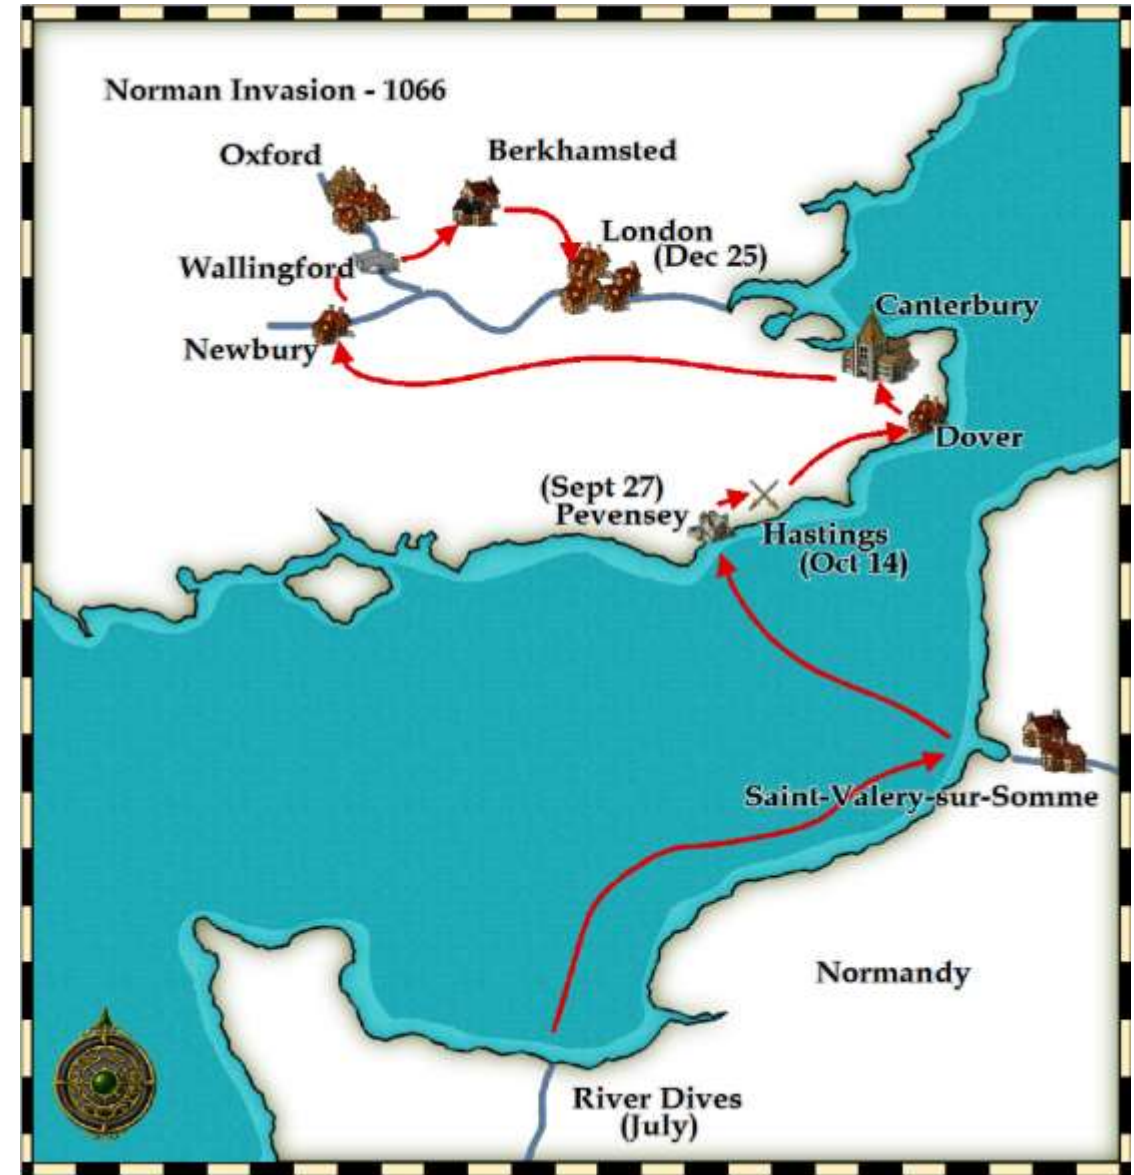 Norman Invasion - 1066
Oxford
Berkhamsted
London
(Dec 25)
Wallingford
Canterbury
Newbury
Dover
(Sept 27)
Pevensey
Hastings
(Oct 14)
Saint-Valery-sur-Somme
Normandy
River Dives
(July)